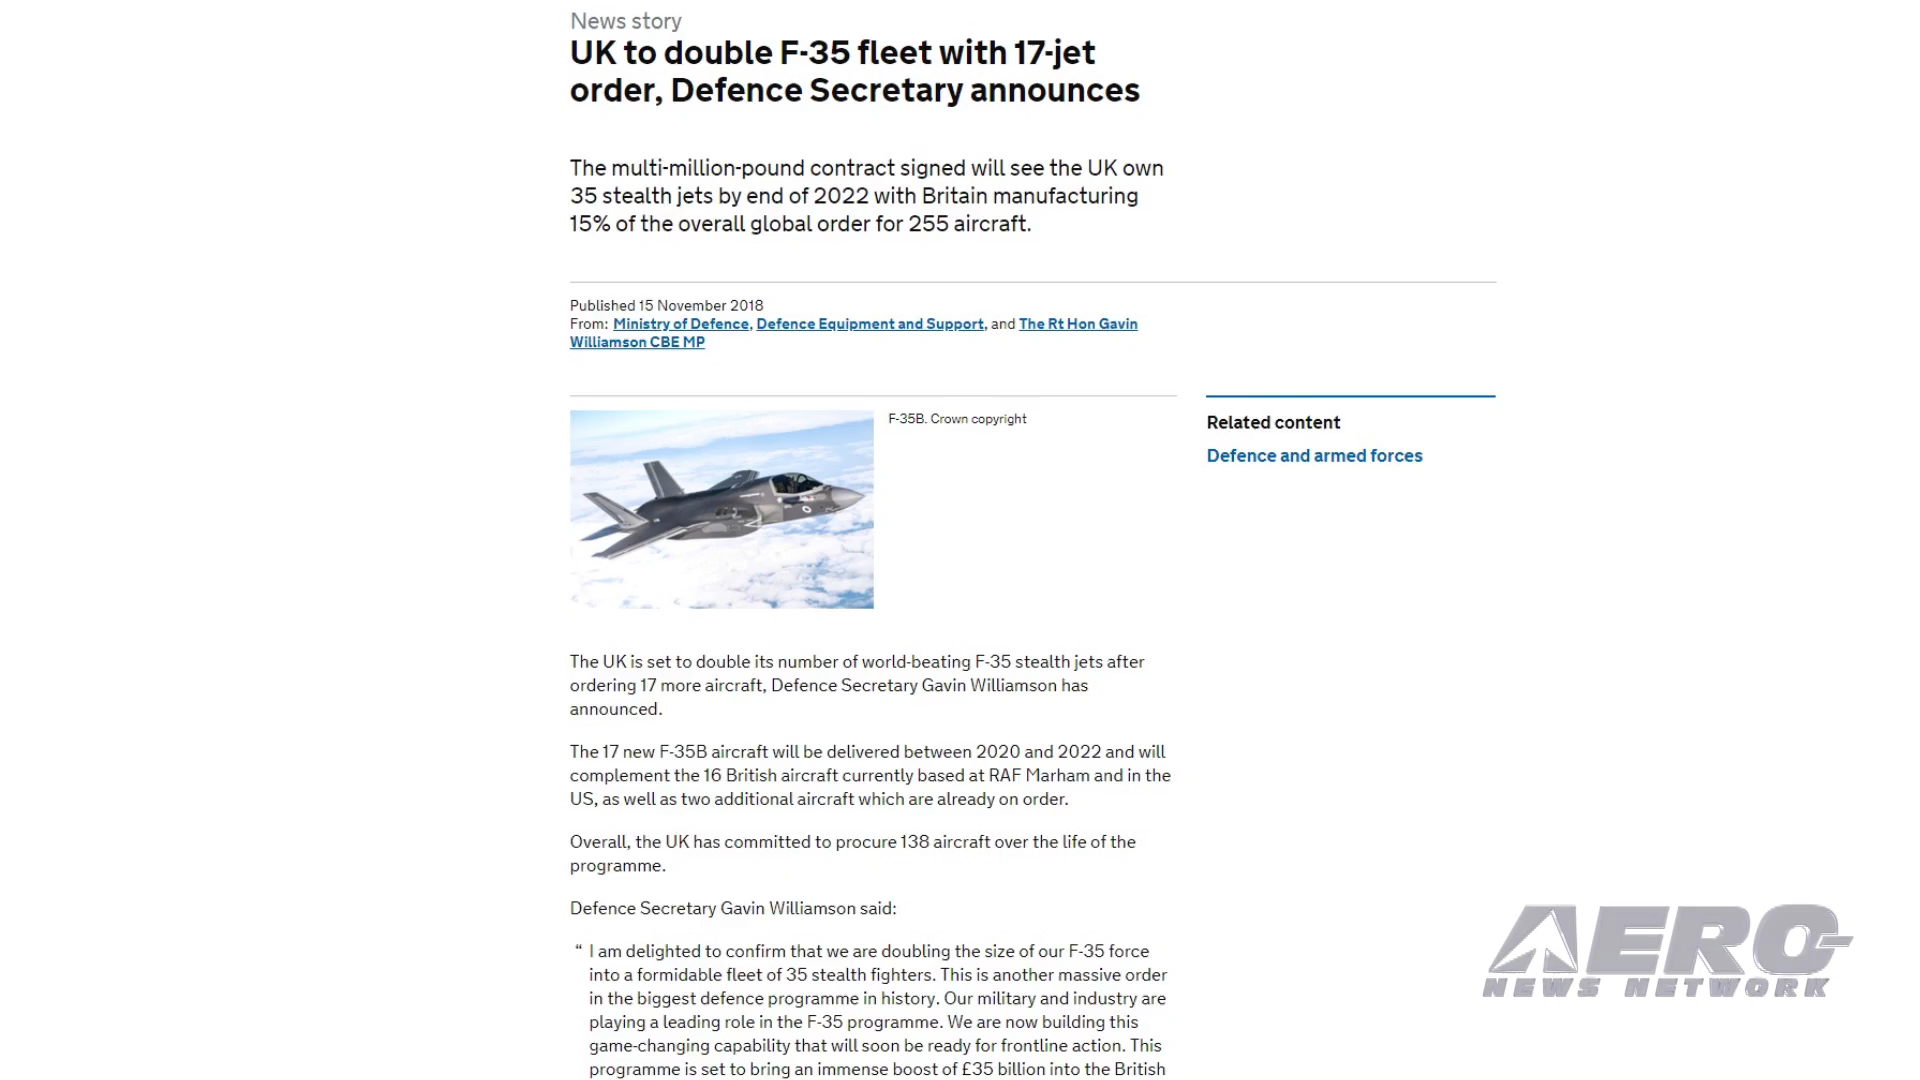 News story
UK to double F-35 fleet with 17-jet
order, Defence Secretary announces
The multi-million-pound contract signed will see the UK own
35 stealth jets by end of 2022 with Britain manufacturing
15% of the overall global order for 255 aircraft.
Published 15 November 2018
From: Ministry of Defence, Defence Equipment and Support, and The Rt Hon Gavin
Williamson CBE MP
F-35B. Crown copyright
Related content
Defence and armed forces
The UK is set to double its number of world-beating F-35 stealth jets after
ordering 17 more aircraft, Defence Secretary Gavin Williamson has
announced.
The 17 new F-35B aircraft will be delivered between 2020 and 2022 and will
complement the 16 British aircraft currently based at RAF Marham and in the
US, as well as two additional aircraft which are already on order.
Overall, the UK has committed to procure 138 aircraft over the life of the
programme.
Defence Secretary Gavin Williamson said:
“ I am delighted to confirm that we are doubling the size of our F-35 force
into a formidable fleet of 35 stealth fighters. This is another massive order
in the biggest defence programme in history. Our military and industry are
playing a leading role in the F-35 programme. We are now building this
game-changing capability that will soon be ready for frontline action. This
programme is set to bring an immense boost of £35 billion into the British
AERO-
NEWS NETWORK